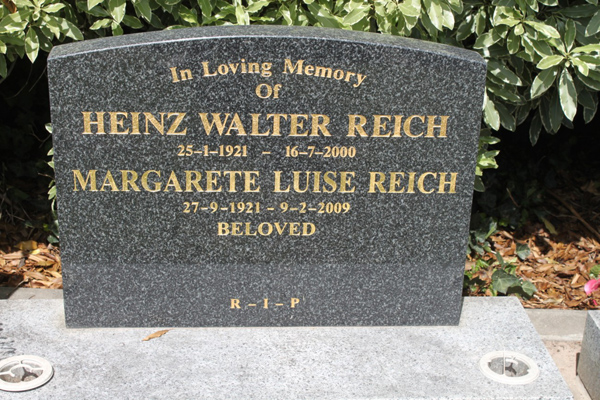 In Loving Memory
Of
HEINZ WALTER REICH
25-1-1921 - 16-7-2000
MARGARETE LUISE REICH
27-9-1921 - 9-2-2009
BELOVED
R-I-P